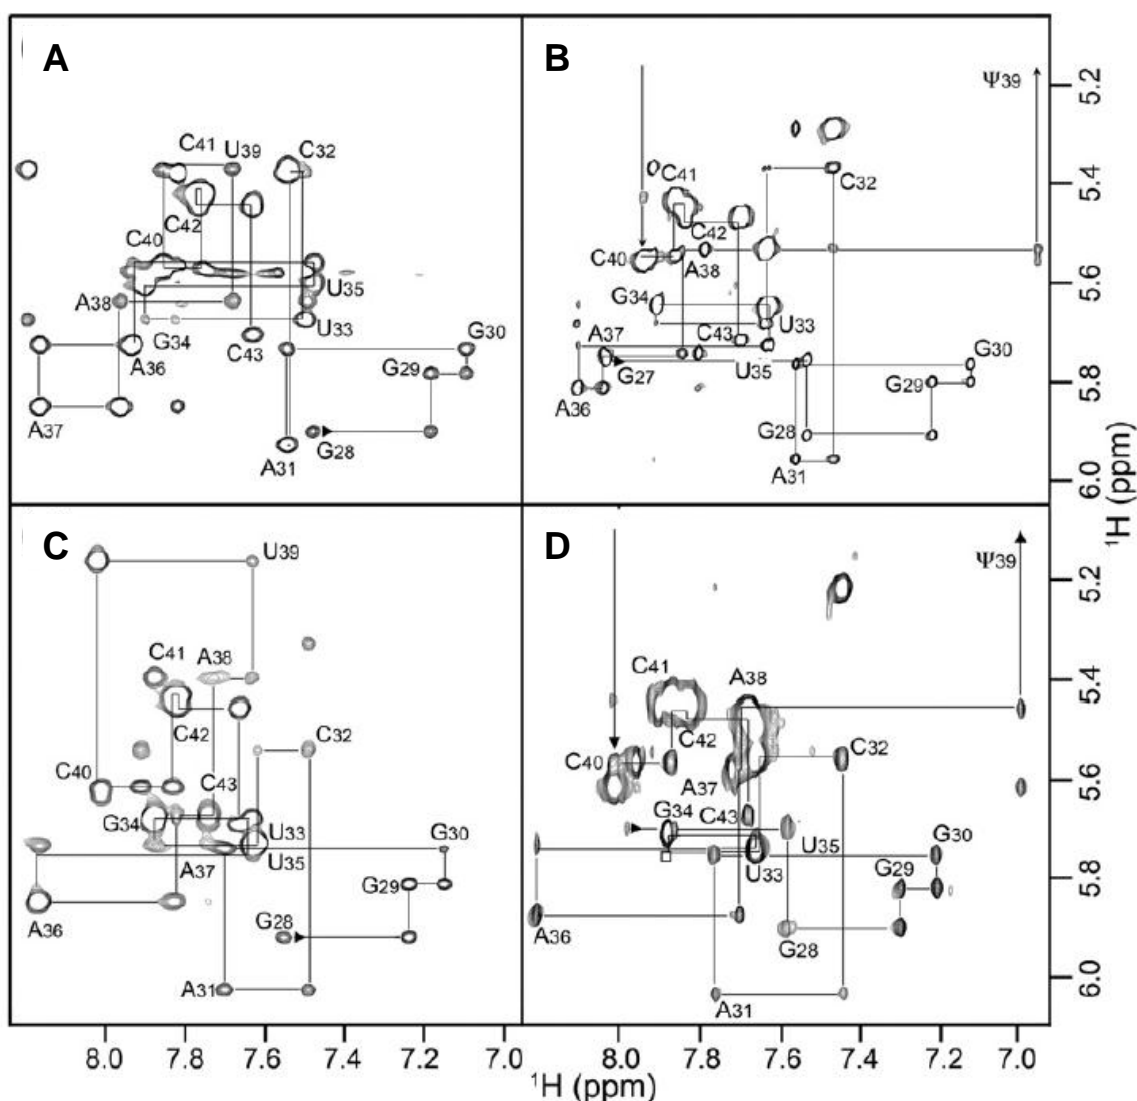 A
C41
U39
C32
C42
C40
A38
U35
U33
G34
A36
C43
G30
G29
A37
G28
A31
B
Ψ39
5.2
C41
5.4
C32
C42
C40
A38
5.6
G34
U33
A37
C43
U35
G30
G27
G29
5.8
A36
G28
A31
6.0
C
U39
C41
A38
C42
C32
C40
C43
G34
U33
G30
U35
A37
G29
A36
G28
A31
D
Ψ39
5.2
C41
A38
5.4
C42
C32
C40
A37
5.6
G34
C43
U35
G30
U33
G29
5.8
A36
G28
A31
6.0
¹H (ppm)
8.0 7.8 7.6 7.4 7.2 7.0
8.0 7.8 7.6 7.4 7.2 7.0
¹H (ppm)